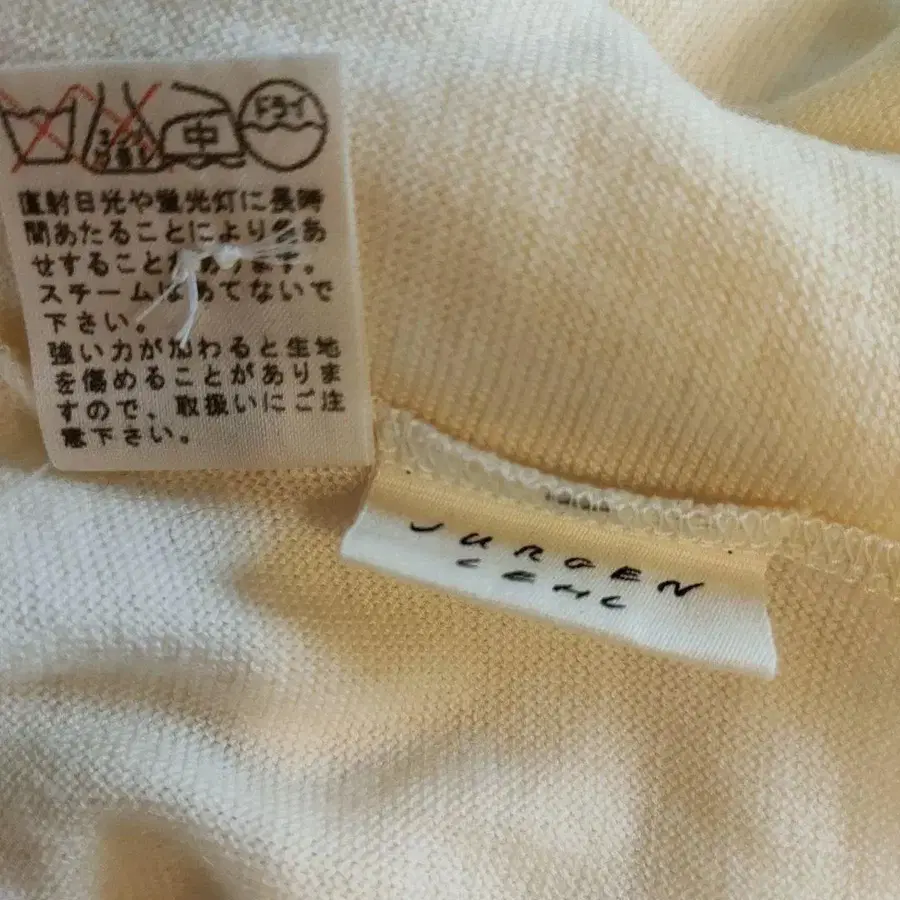 中 ドライ
直射日光や蛍光灯に長時
間あたることにより色あ
せすることがあります。
スチームはあてないで
下さい。
強い力が加わると生地
を傷めることがありま
すので、取扱いにご注
意下さい。
JURGEN
LEHL